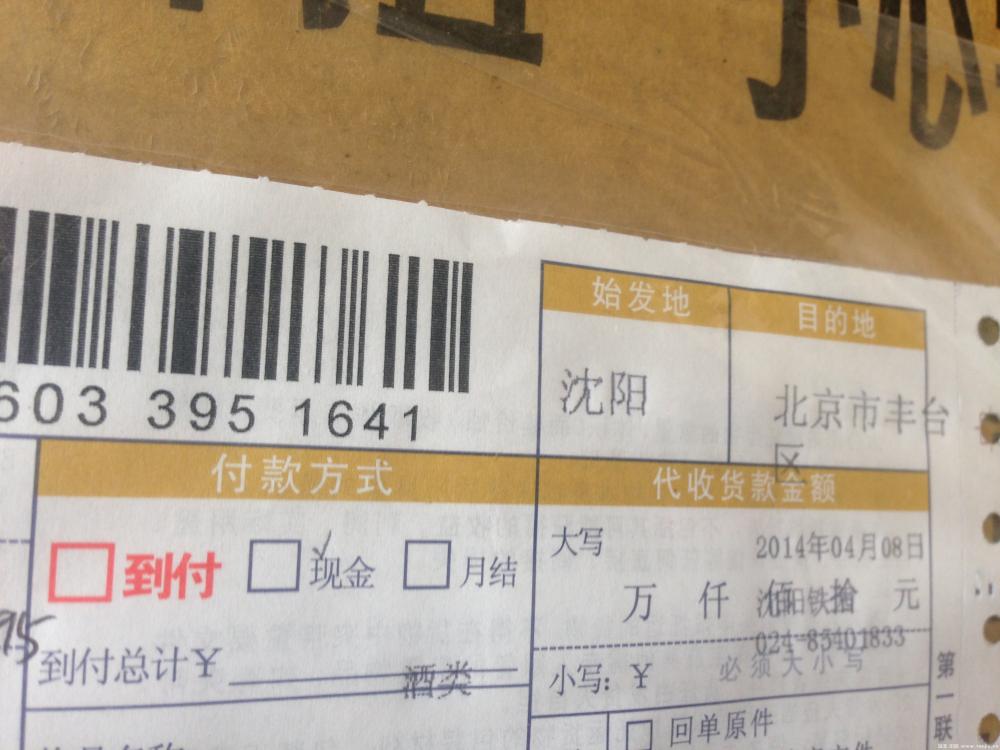 603 395 1641
始发地
目的地
沈阳
北京市丰台
区
付款方式
代收货款金额
到付
现金
月结
大写
2014年04月08日
万 仟 佰 拾 元
沈阳铁
024-83401833
到付总计￥
酒类
小写：￥
必须大小写
回单原件
第一联